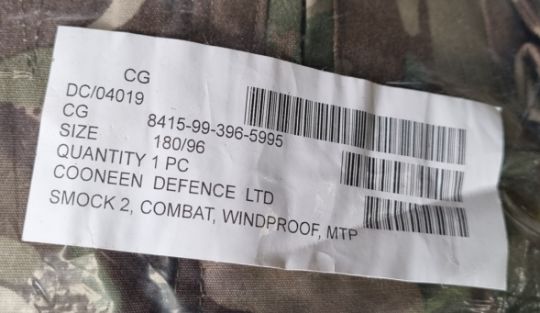 CG
DC/04019
CG 8415-99-396-5995
SIZE 180/96
QUANTITY 1 PC
COONEEN DEFENCE LTD
SMOCK 2, COMBAT, WINDPROOF, MTP